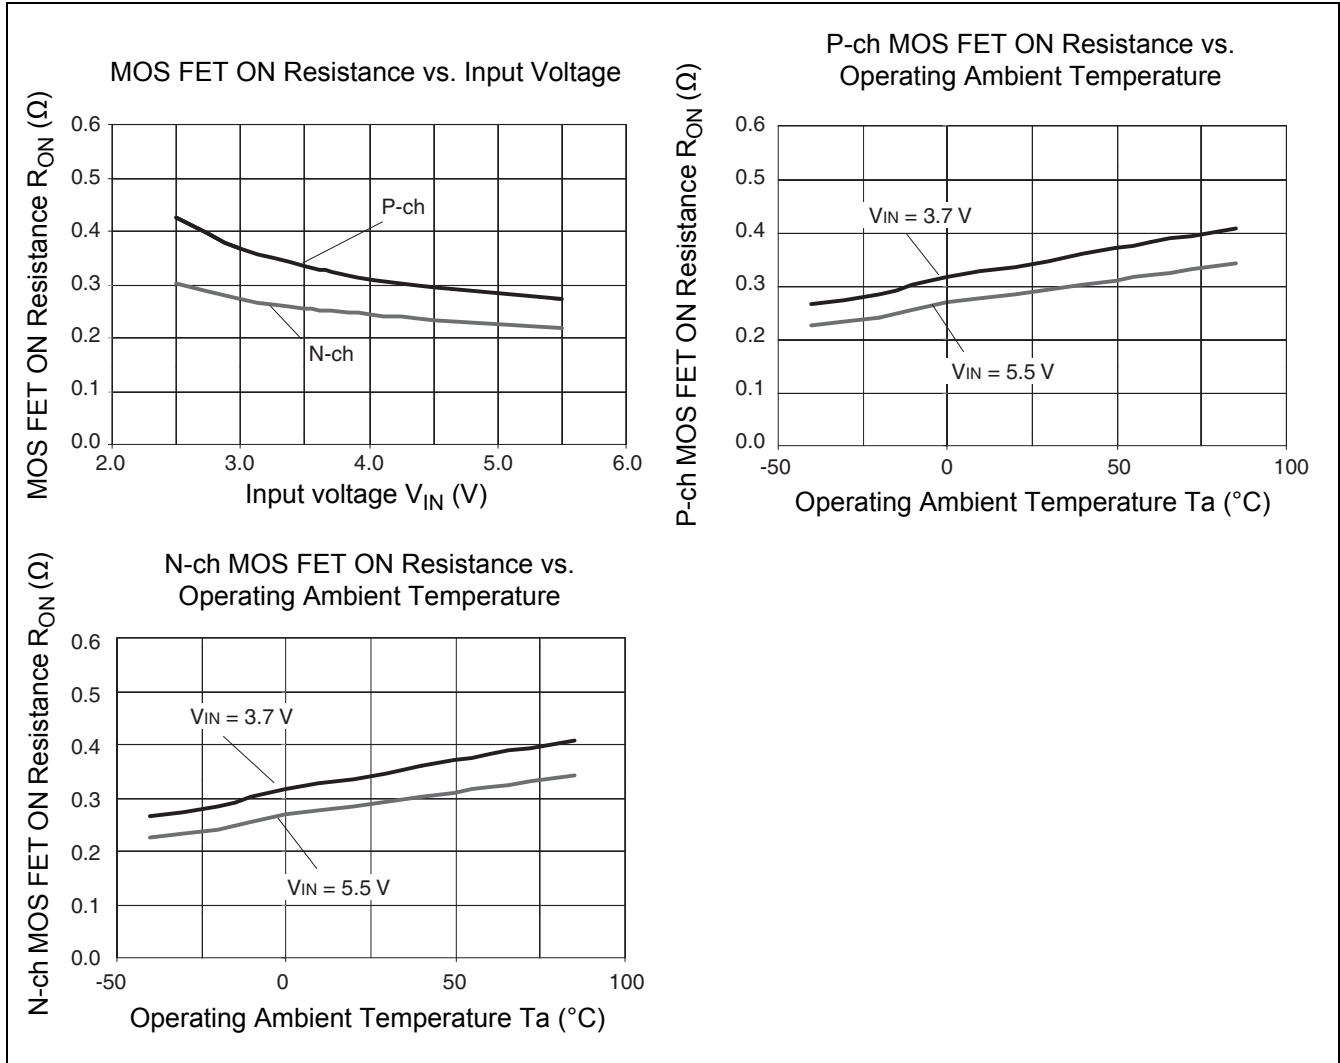 MOS FET ON Resistance vs. Input Voltage
MOS FET ON Resistance RON (Ω)
0.6
0.5
0.4
0.3
0.2
0.1
0.0
P-ch
N-ch
2.0 3.0 4.0 5.0 6.0
Input voltage VIN (V)
P-ch MOS FET ON Resistance vs.
Operating Ambient Temperature
P-ch MOS FET ON Resistance RON (Ω)
0.6
0.5
0.4
0.3
0.2
0.1
0.0
VIN = 3.7 V
VIN = 5.5 V
-50 0 50 100
Operating Ambient Temperature Ta (°C)
N-ch MOS FET ON Resistance vs.
Operating Ambient Temperature
N-ch MOS FET ON Resistance RON (Ω)
0.6
0.5
0.4
0.3
0.2
0.1
0.0
VIN = 3.7 V
VIN = 5.5 V
-50 0 50 100
Operating Ambient Temperature Ta (°C)